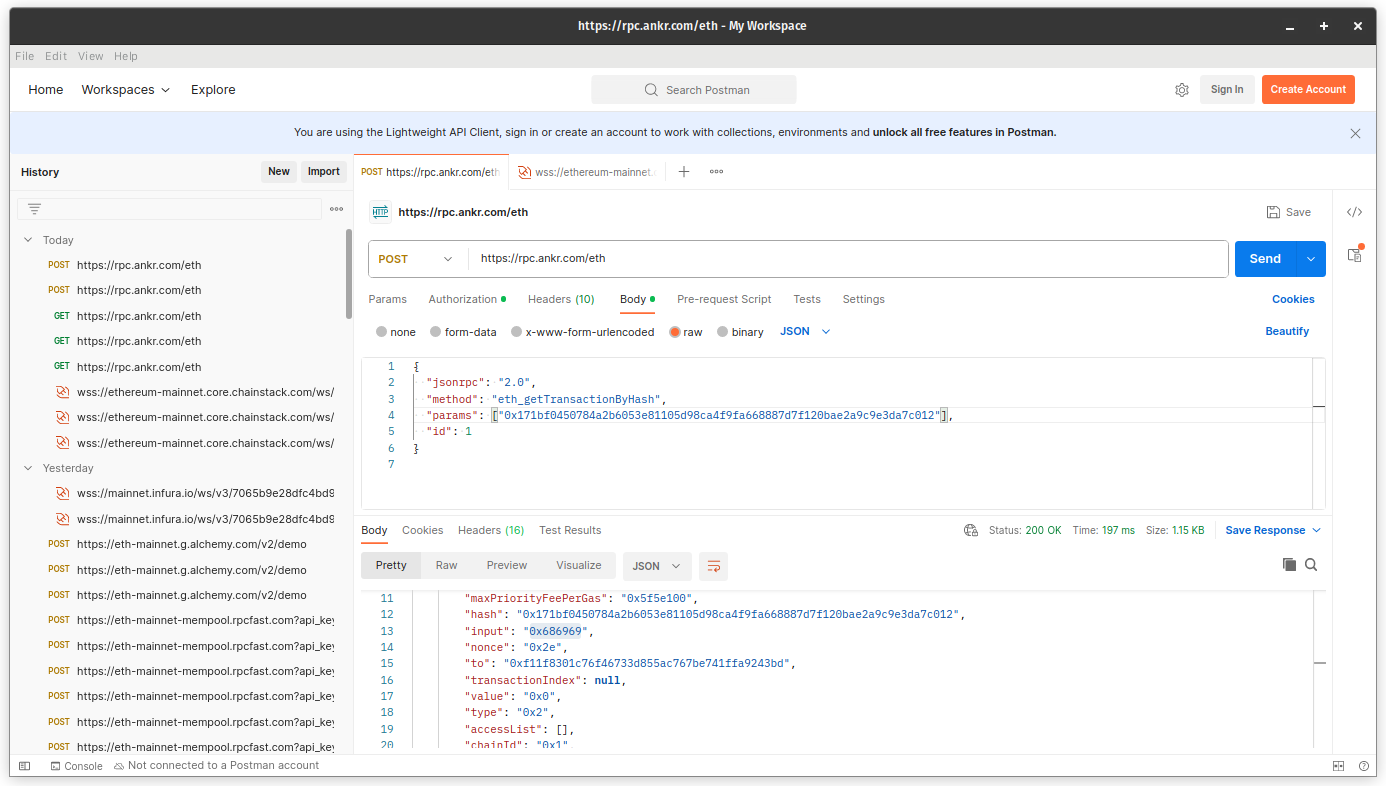 https://rpc.ankr.com/eth - My Workspace
File Edit View Help
Home Workspaces Explore Search Postman Sign In Create Account
You are using the Lightweight API Client, sign in or create an account to work with collections, environments and unlock all free features in Postman.
History New Import
POST https://rpc.ankr.com/eth wss://ethereum-mainnet.
HTTP https://rpc.ankr.com/eth Save
Today
POST https://rpc.ankr.com/eth
POST https://rpc.ankr.com/eth
GET https://rpc.ankr.com/eth
GET https://rpc.ankr.com/eth
GET https://rpc.ankr.com/eth
wss://ethereum-mainnet.core.chainstack.com/ws/
wss://ethereum-mainnet.core.chainstack.com/ws/
wss://ethereum-mainnet.core.chainstack.com/ws/
Yesterday
wss://mainnet.infura.io/ws/v3/7065b9e28dfc4bd9
wss://mainnet.infura.io/ws/v3/7065b9e28dfc4bd9
POST https://eth-mainnet.g.alchemy.com/v2/demo
POST https://eth-mainnet.g.alchemy.com/v2/demo
POST https://eth-mainnet.g.alchemy.com/v2/demo
POST https://eth-mainnet-mempool.rpcfast.com?api_key
POST https://eth-mainnet-mempool.rpcfast.com?api_key
POST https://eth-mainnet-mempool.rpcfast.com?api_key
POST https://eth-mainnet-mempool.rpcfast.com?api_key
POST https://eth-mainnet-mempool.rpcfast.com?api_key
POST https://eth-mainnet-mempool.rpcfast.com?api_key
POST https://rpc.ankr.com/eth Send
Params Authorization Headers (10) Body Pre-request Script Tests Settings Cookies
none form-data x-www-form-urlencoded raw binary JSON Beautify
1 {
2 "jsonrpc": "2.0",
3 "method": "eth_getTransactionByHash",
4 "params": ["0x171bf0450784a2b6053e81105d98ca4f9fa668887d7f120bae2a9c9e3da7c012"],
5 "id": 1
6 }
7
Body Cookies Headers (16) Test Results Status: 200 OK Time: 197 ms Size: 1.15 KB Save Response
Pretty Raw Preview Visualize JSON
11 "maxPriorityFeePerGas": "0x5f5e100",
12 "hash": "0x171bf0450784a2b6053e81105d98ca4f9fa668887d7f120bae2a9c9e3da7c012",
13 "input": "0x686969",
14 "nonce": "0x2e",
15 "to": "0xf11f8301c76f46733d855ac767be741ffa9243bd",
16 "transactionIndex": null,
17 "value": "0x0",
18 "type": "0x2",
19 "accessList": [],
20 "chainId": "0x1"
Console Not connected to a Postman account